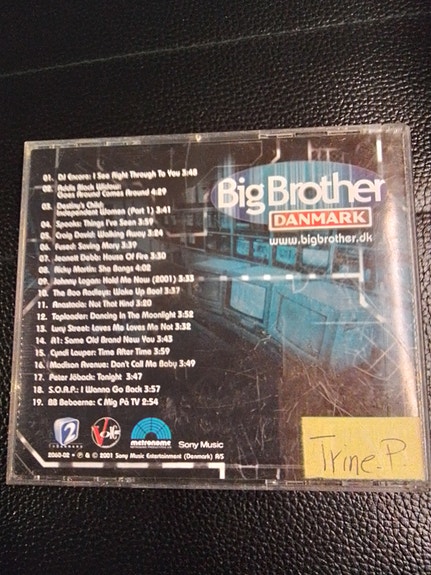 01. DJ Encore: I See Right Through To You 3:48
02. Adels Black Widow:
Goes Around Comes Around 4:29
03. Destiny's Child:
Independent Women (Part 1) 3:41
04. Spooks: Things I've Seen 3:59
05. Craig David: Walking Away 3:24
06. Fused: Saving Mary 3:39
07. Jeanett Debb: House Of Fire 3:30
08. Ricky Martin: She Bangs 4:02
09. Johnny Logan: Hold Me Now (2001) 3:33
10. The Boo Radleys: Wake Up Boo! 3:37
11. Anastacia: Not That Kind 3:20
12. Toploader: Dancing In The Moonlight 3:52
13. Lucy Street: Loves Me Loves Me Not 3:32
14. A1: Same Old Brand New You 3:43
15. Cyndi Lauper: Time After Time 3:59
16. Madison Avenue: Don't Call Me Baby 3:49
17. Peter Jöback: Tonight 3:47
18. S.O.A.P.: I Wanna Go Back 3:57
19. BB Beboerne: C Mig På TV 2:54
Big Brother
DANMARK
www.bigbrother.dk
2
metronome
Sony Music
2060-02 • ℗ & © 2001 Sony Music Entertainment (Danmark) A/S
Trine.P.